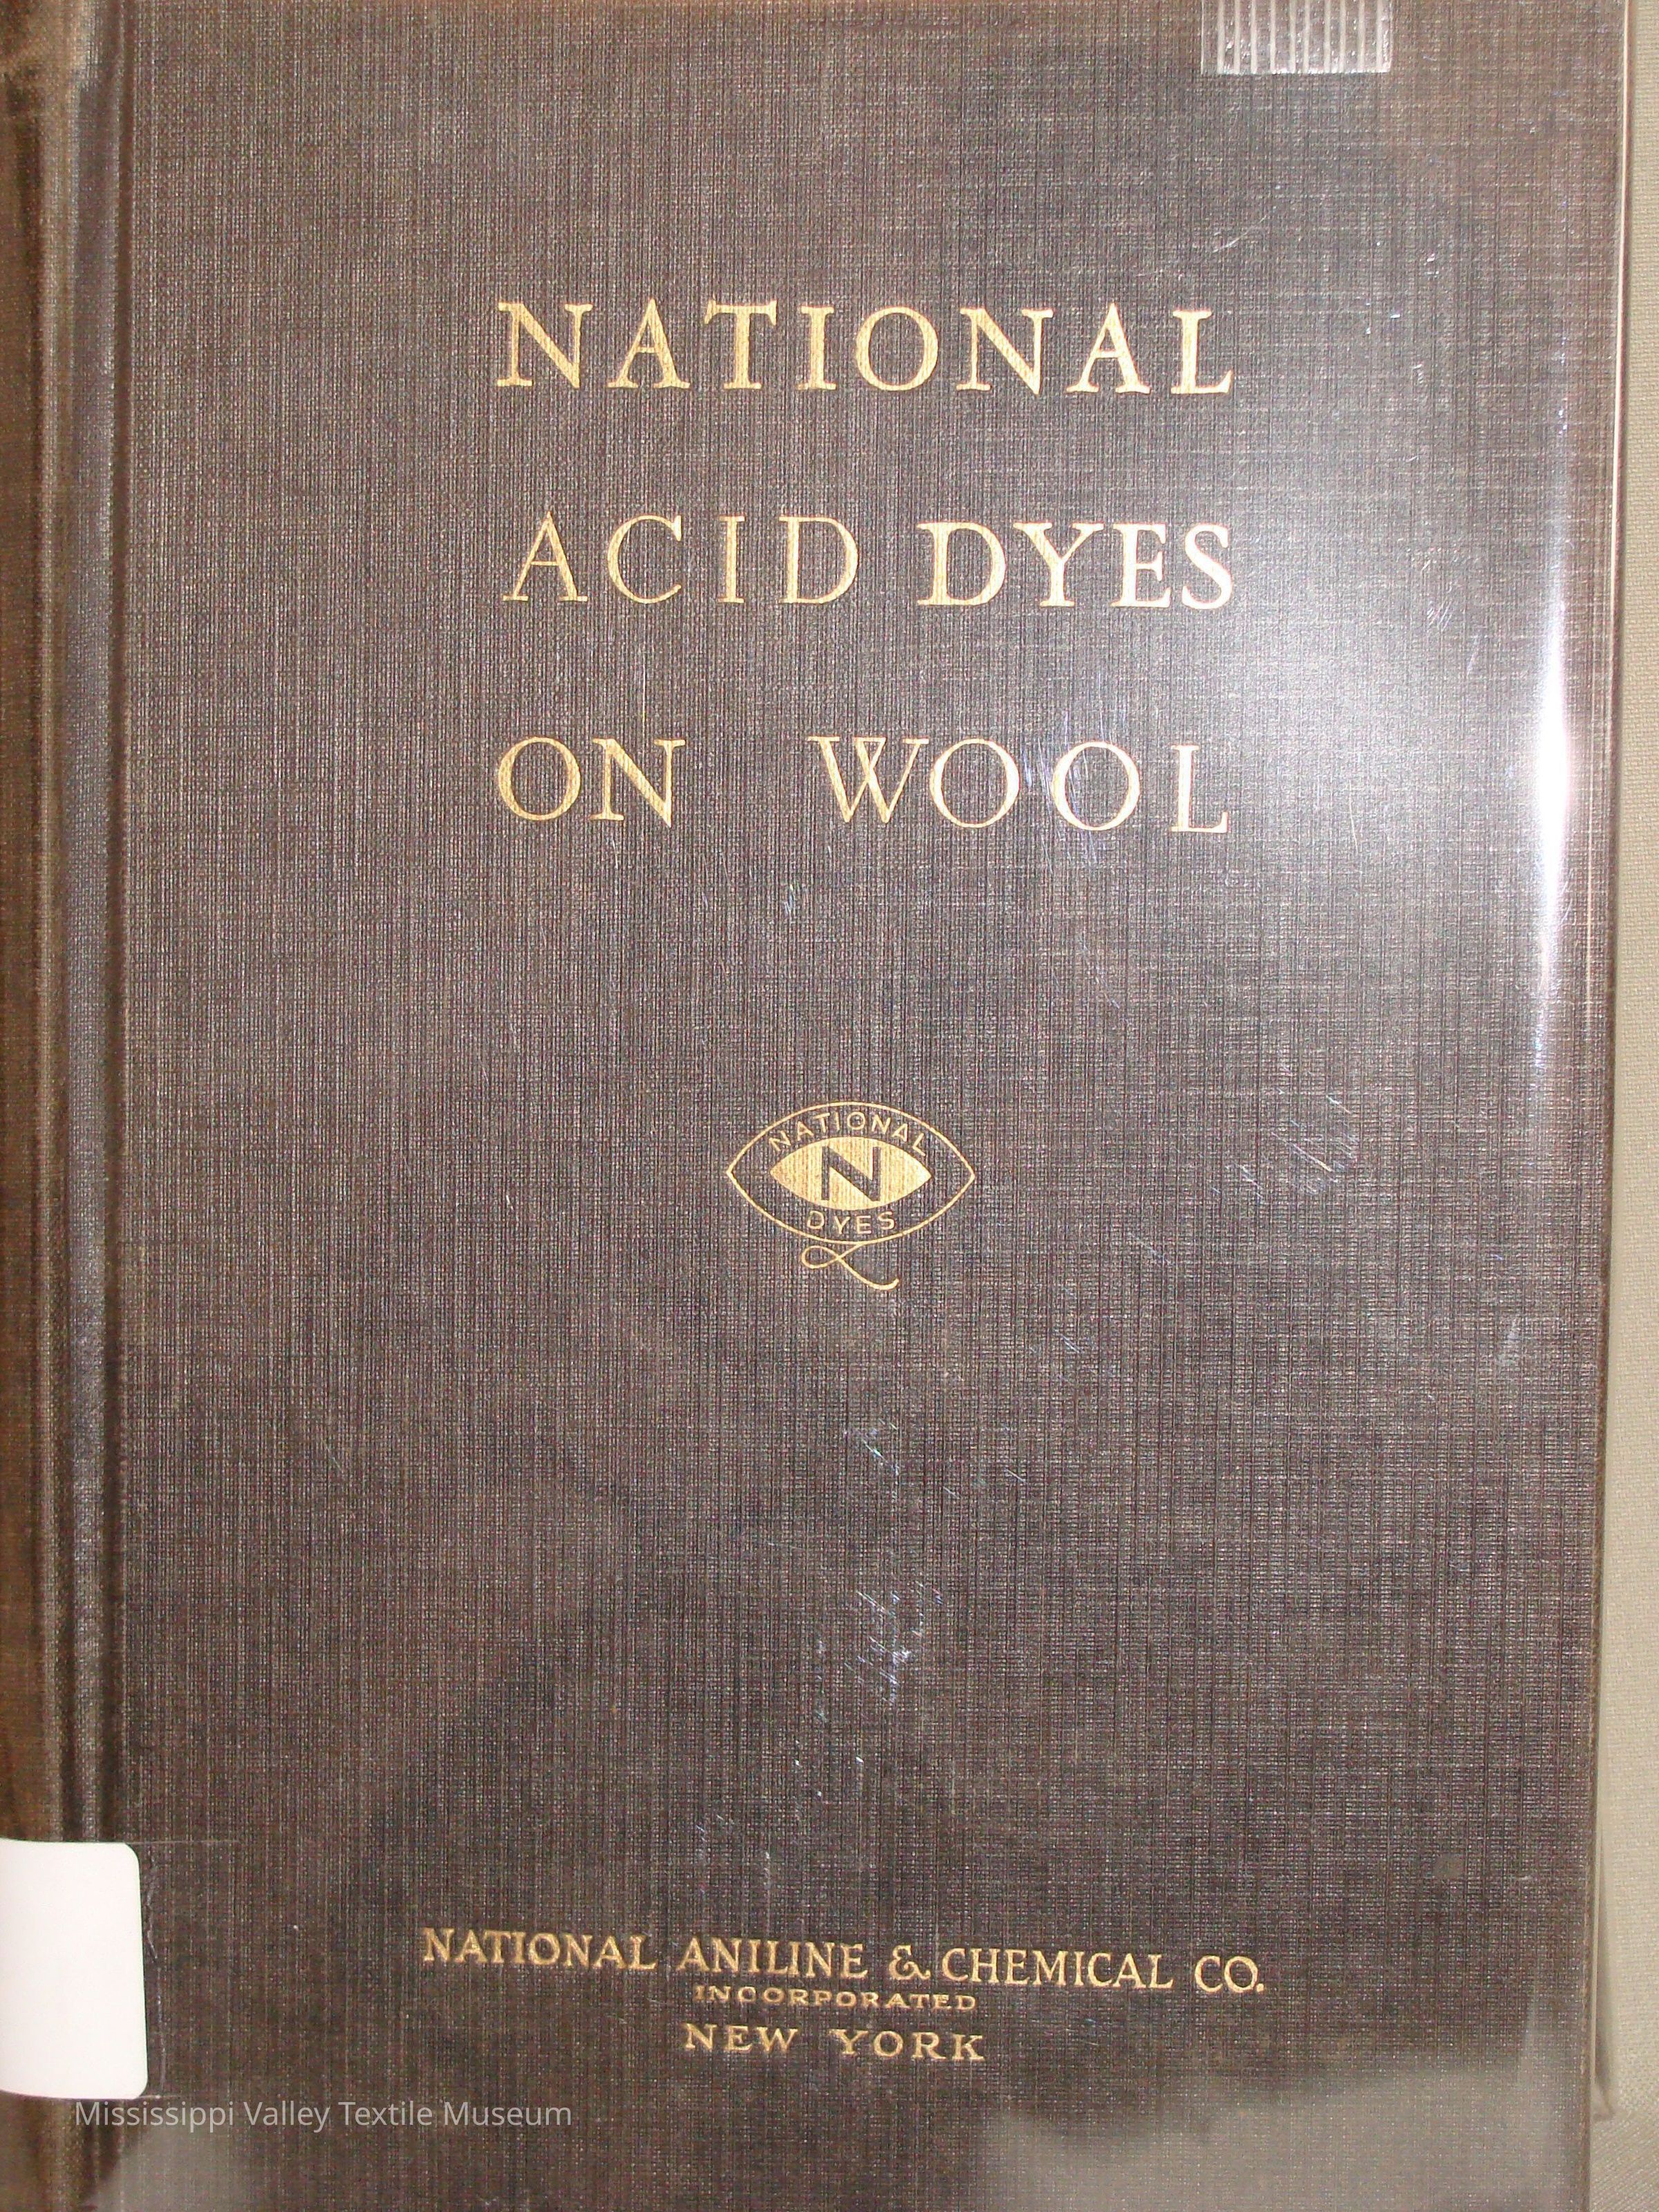 NATIONAL
ACID DYES
ON WOOL
NATIONAL
N
DYES
NATIONAL ANILINE & CHEMICAL CO.
INCORPORATED
NEW YORK
Mississippi Valley Textile Museum